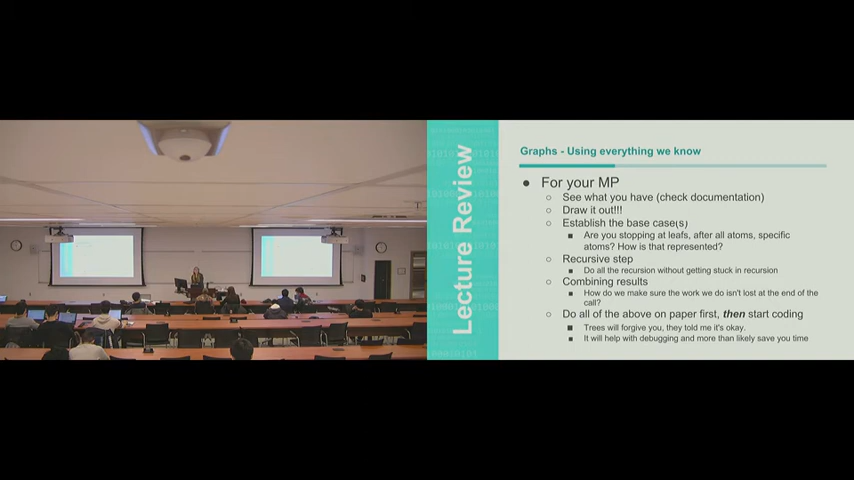 Lecture Review
Graphs - Using everything we know
● For your MP
○ See what you have (check documentation)
○ Draw it out!!!
○ Establish the base case(s)
■ Are you stopping at leafs, after all atoms, specific
atoms? How is that represented?
○ Recursive step
■ Do all the recursion without getting stuck in recursion
○ Combining results
■ How do we make sure the work we do isn't lost at the end of the
call?
○ Do all of the above on paper first, then start coding
■ Trees will forgive you, they told me it's okay.
■ It will help with debugging and more than likely save you time